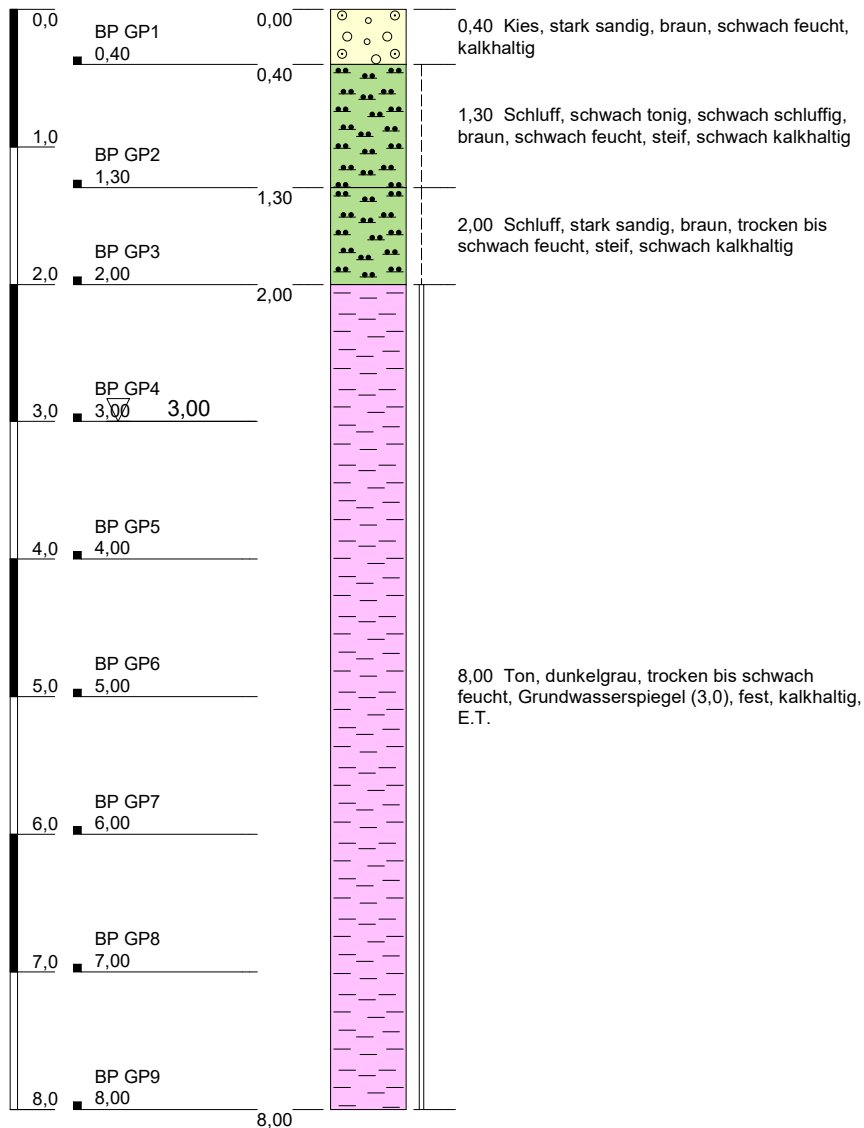 0,0
BP GP1
0,40
0,00
0,40 Kies, stark sandig, braun, schwach feucht,
kalkhaltig
0,40
1,0
BP GP2
1,30
1,30 Schluff, schwach tonig, schwach schluffig,
braun, schwach feucht, steif, schwach kalkhaltig
1,30
2,0
BP GP3
2,00
2,00 Schluff, stark sandig, braun, trocken bis
schwach feucht, steif, schwach kalkhaltig
2,00
3,0
BP GP4
3,00
3,00
4,0
BP GP5
4,00
5,0
BP GP6
5,00
8,00 Ton, dunkelgrau, trocken bis schwach
feucht, Grundwasserspiegel (3,0), fest, kalkhaltig,
E.T.
6,0
BP GP7
6,00
7,0
BP GP8
7,00
8,0
BP GP9
8,00
8,00